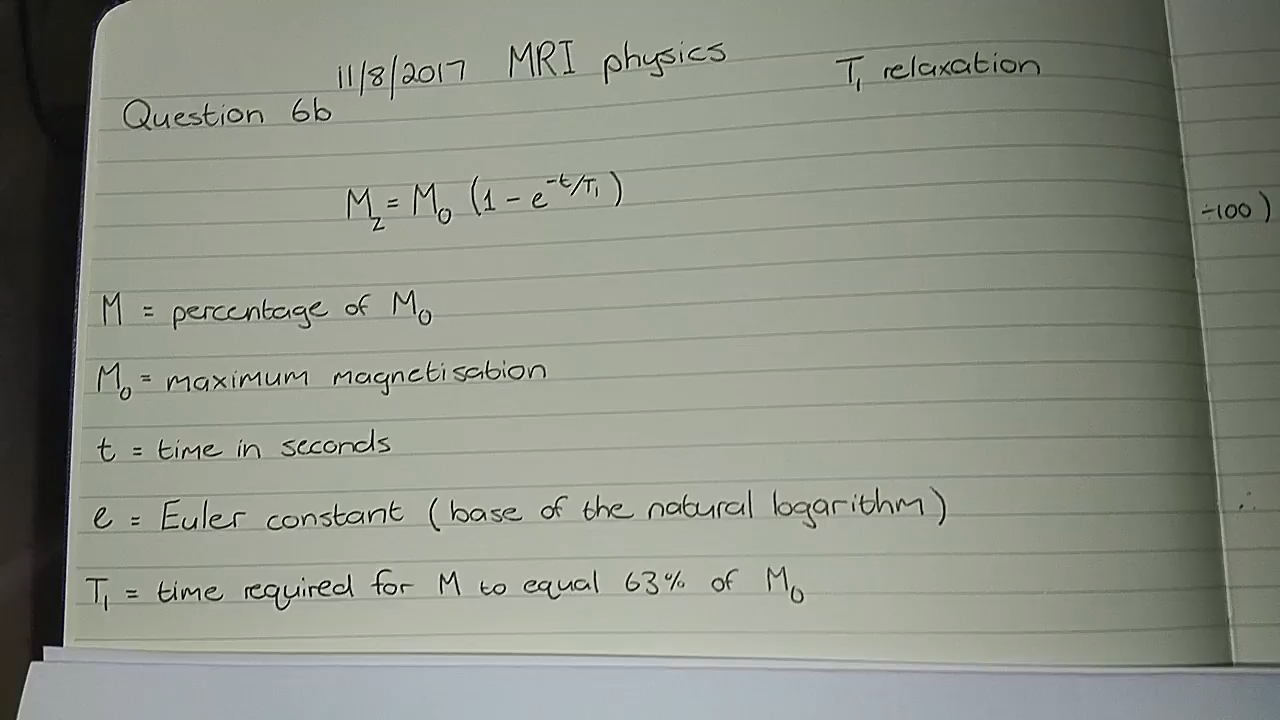 11/8/2017 MRI physics T₁ relaxation
Question 6b
M_z = M₀ (1 - e^(-t/T₁))
÷100)
M = percentage of M₀
M₀ = maximum magnetisation
t = time in seconds
e = Euler constant (base of the natural logarithm)
∴
T₁ = time required for M to equal 63% of M₀